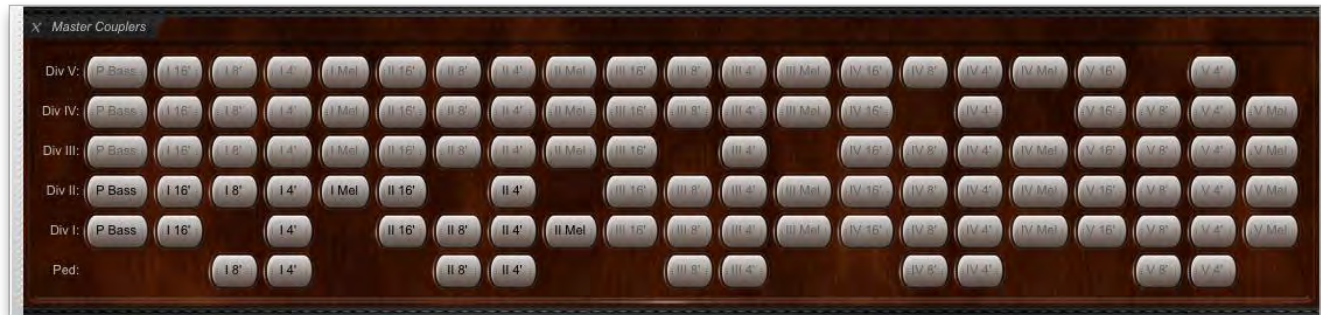 X Master Couplers
Div V: P Bass I 16' I 8' I 4' I Mel II 16' II 8' II 4' II Mel III 16' III 8' III 4' III Mel IV 16' IV 8' IV 4' IV Mel V 16' V 4'
Div IV: P Bass I 16' I 8' I 4' I Mel II 16' II 8' II 4' II Mel III 16' III 8' III 4' III Mel IV 16' IV 4' V 16' V 8' V 4' V Mel
Div III: P Bass I 16' I 8' I 4' I Mel II 16' II 8' II 4' II Mel III 16' III 4' IV 16' IV 8' IV 4' IV Mel V 16' V 8' V 4' V Mel
Div II: P Bass I 16' I 8' I 4' I Mel II 16' II 4' III 16' III 8' III 4' III Mel IV 16' IV 8' IV 4' IV Mel V 16' V 8' V 4' V Mel
Div I: P Bass I 16' I 4' II 16' II 8' II 4' II Mel III 16' III 8' III 4' III Mel IV 16' IV 8' IV 4' IV Mel V 16' V 8' V 4' V Mel
Ped: I 8' I 4' II 8' II 4' III 8' III 4' IV 8' IV 4' V 8' V 4'